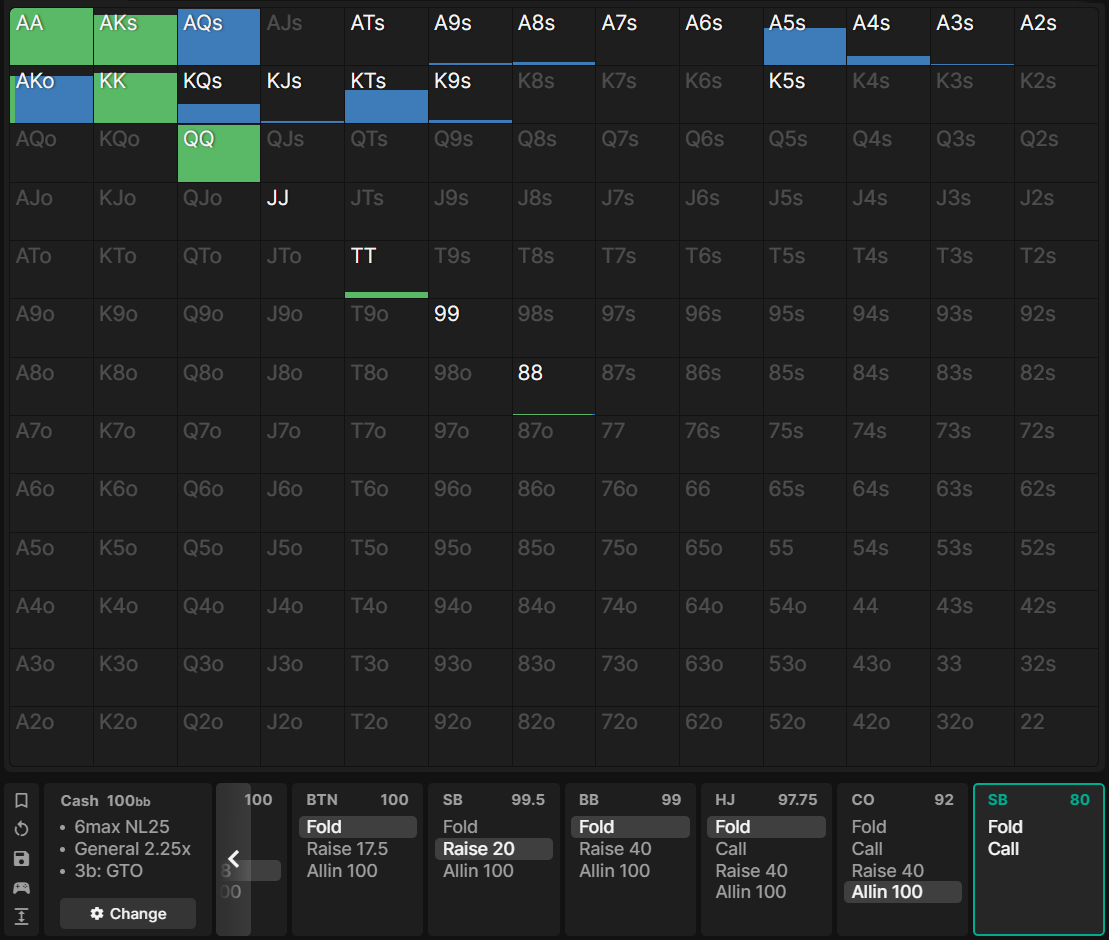 AA AKs AQs AJs ATs A9s A8s A7s A6s A5s A4s A3s A2s
AKo KK KQs KJs KTs K9s K8s K7s K6s K5s K4s K3s K2s
AQo KQo QQ QJs QTs Q9s Q8s Q7s Q6s Q5s Q4s Q3s Q2s
AJo KJo QJo JJ JTs J9s J8s J7s J6s J5s J4s J3s J2s
ATo KTo QTo JTo TT T9s T8s T7s T6s T5s T4s T3s T2s
A9o K9o Q9o J9o T9o 99 98s 97s 96s 95s 94s 93s 92s
A8o K8o Q8o J8o T8o 98o 88 87s 86s 85s 84s 83s 82s
A7o K7o Q7o J7o T7o 97o 87o 77 76s 75s 74s 73s 72s
A6o K6o Q6o J6o T6o 96o 86o 76o 66 65s 64s 63s 62s
A5o K5o Q5o J5o T5o 95o 85o 75o 65o 55 54s 53s 52s
A4o K4o Q4o J4o T4o 94o 84o 74o 64o 54o 44 43s 42s
A3o K3o Q3o J3o T3o 93o 83o 73o 63o 53o 43o 33 32s
A2o K2o Q2o J2o T2o 92o 82o 72o 62o 52o 42o 32o 22
Cash 100bb
• 6max NL25
• General 2.25x
• 3b: GTO
Change
100
8
00
BTN 100
Fold
Raise 17.5
Allin 100
SB 99.5
Fold
Raise 20
Allin 100
BB 99
Fold
Raise 40
Allin 100
HJ 97.75
Fold
Call
Raise 40
Allin 100
CO 92
Fold
Call
Raise 40
Allin 100
SB 80
Fold
Call